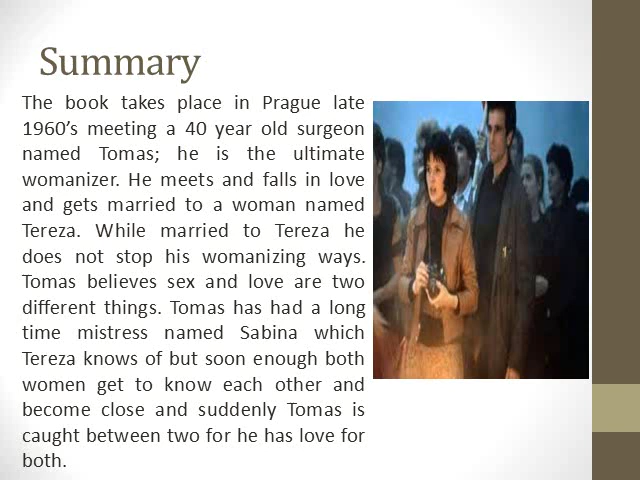 Summary
The book takes place in Prague late
1960’s meeting a 40 year old surgeon
named Tomas; he is the ultimate
womanizer. He meets and falls in love
and gets married to a woman named
Tereza. While married to Tereza he
does not stop his womanizing ways.
Tomas believes sex and love are two
different things. Tomas has had a long
time mistress named Sabina which
Tereza knows of but soon enough both
women get to know each other and
become close and suddenly Tomas is
caught between two for he has love for
both.